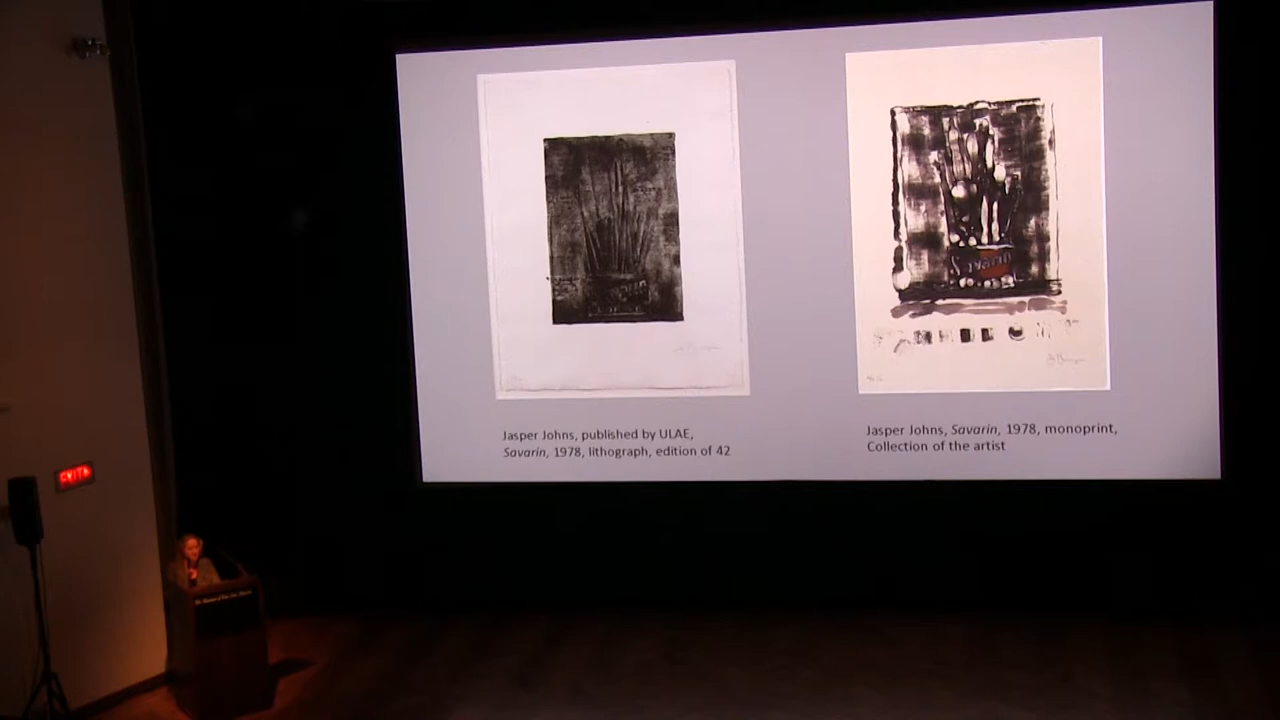 Savarin
Jasper Johns, published by ULAE,
Savarin, 1978, lithograph, edition of 42
Jasper Johns, Savarin, 1978, monoprint,
Collection of the artist